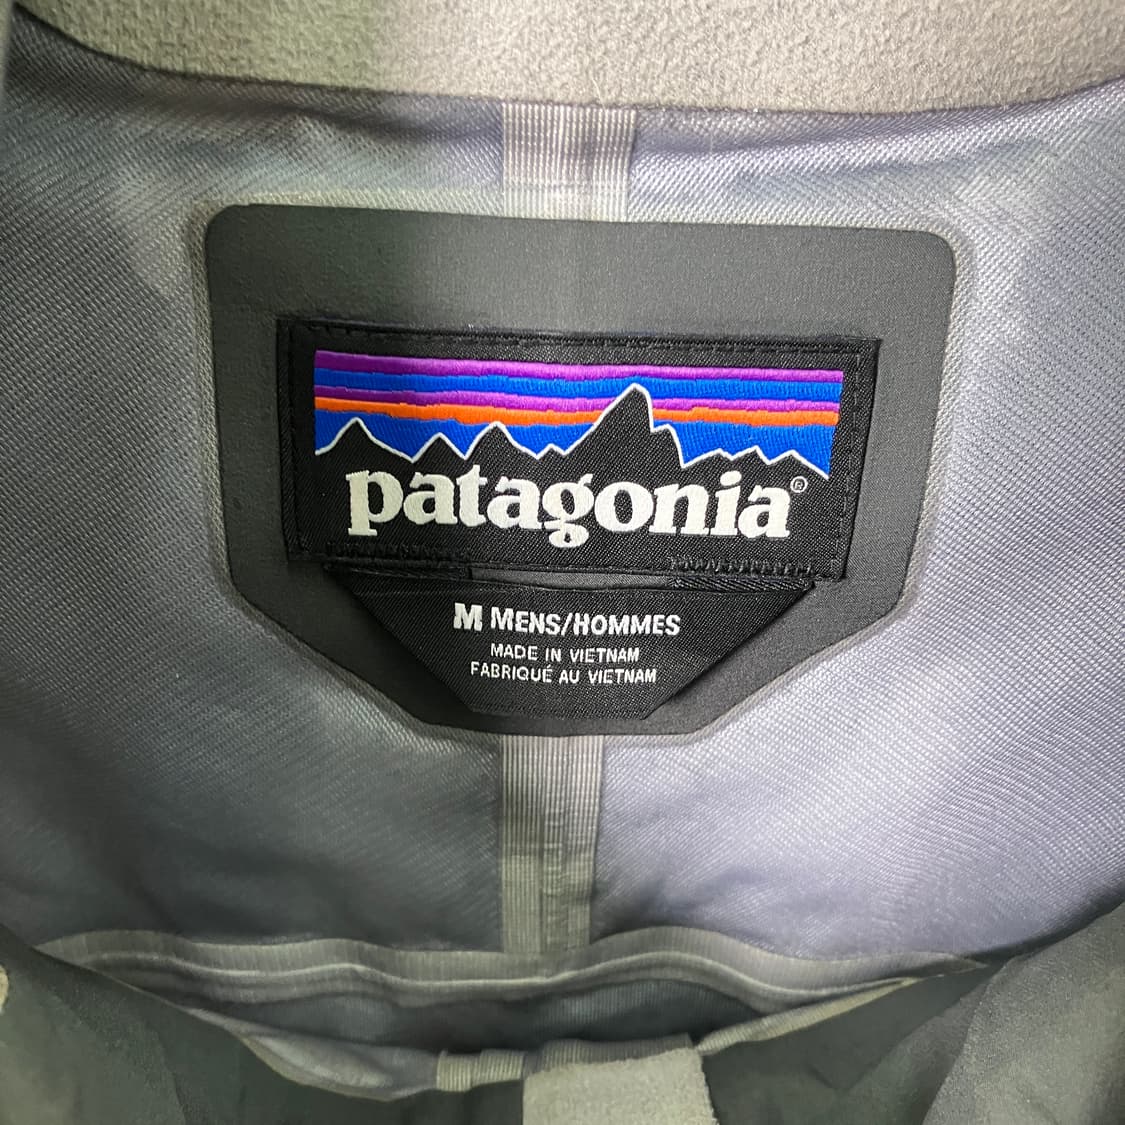 patagonia®
M MENS/HOMMES
MADE IN VIETNAM
FABRIQUÉ AU VIETNAM